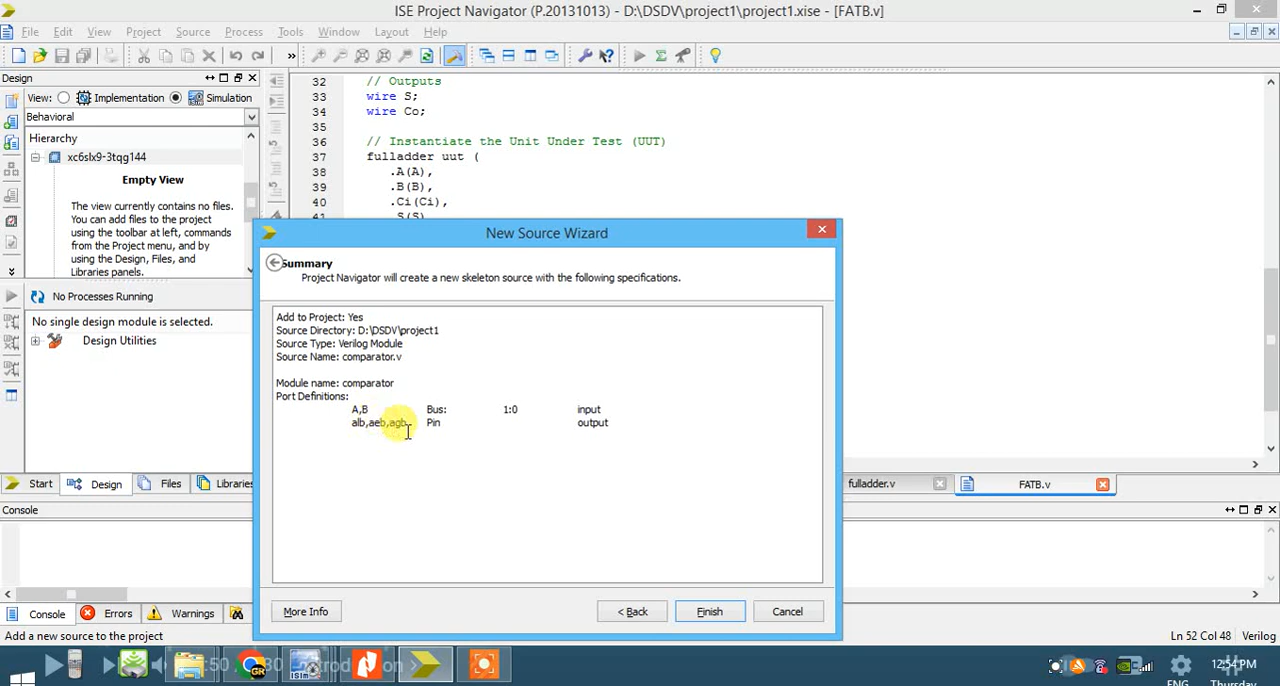 ISE Project Navigator (P.20131013) - D:\DSDV\project1\project1.xise - [FATB.v]
File Edit View Project Source Process Tools Window Layout Help
Design
View: Implementation Simulation
Behavioral
Hierarchy
xc6slx9-3tqg144
Empty View
The view currently contains no files.
You can add files to the project
using the toolbar at left, commands
from the Project menu, and by
using the Design, Files, and
Libraries panels.
No Processes Running
No single design module is selected.
Design Utilities
32 // Outputs
33 wire S;
34 wire Co;
35
36 // Instantiate the Unit Under Test (UUT)
37 fulladder uut (
38 .A(A),
39 .B(B),
40 .Ci(Ci),
41 .S(S),
New Source Wizard
Summary
Project Navigator will create a new skeleton source with the following specifications.
Add to Project: Yes
Source Directory: D:\DSDV\project1
Source Type: Verilog Module
Source Name: comparator.v
Module name: comparator
Port Definitions:
A,B Bus: 1:0 input
alb,aeb,agb Pin output
More Info < Back Finish Cancel
Start Design Files Libraries
fulladder.v FATB.v
Console
Console Errors Warnings
Add a new source to the project
Ln 52 Col 48 Verilog
12:54 PM
ENG Thursday